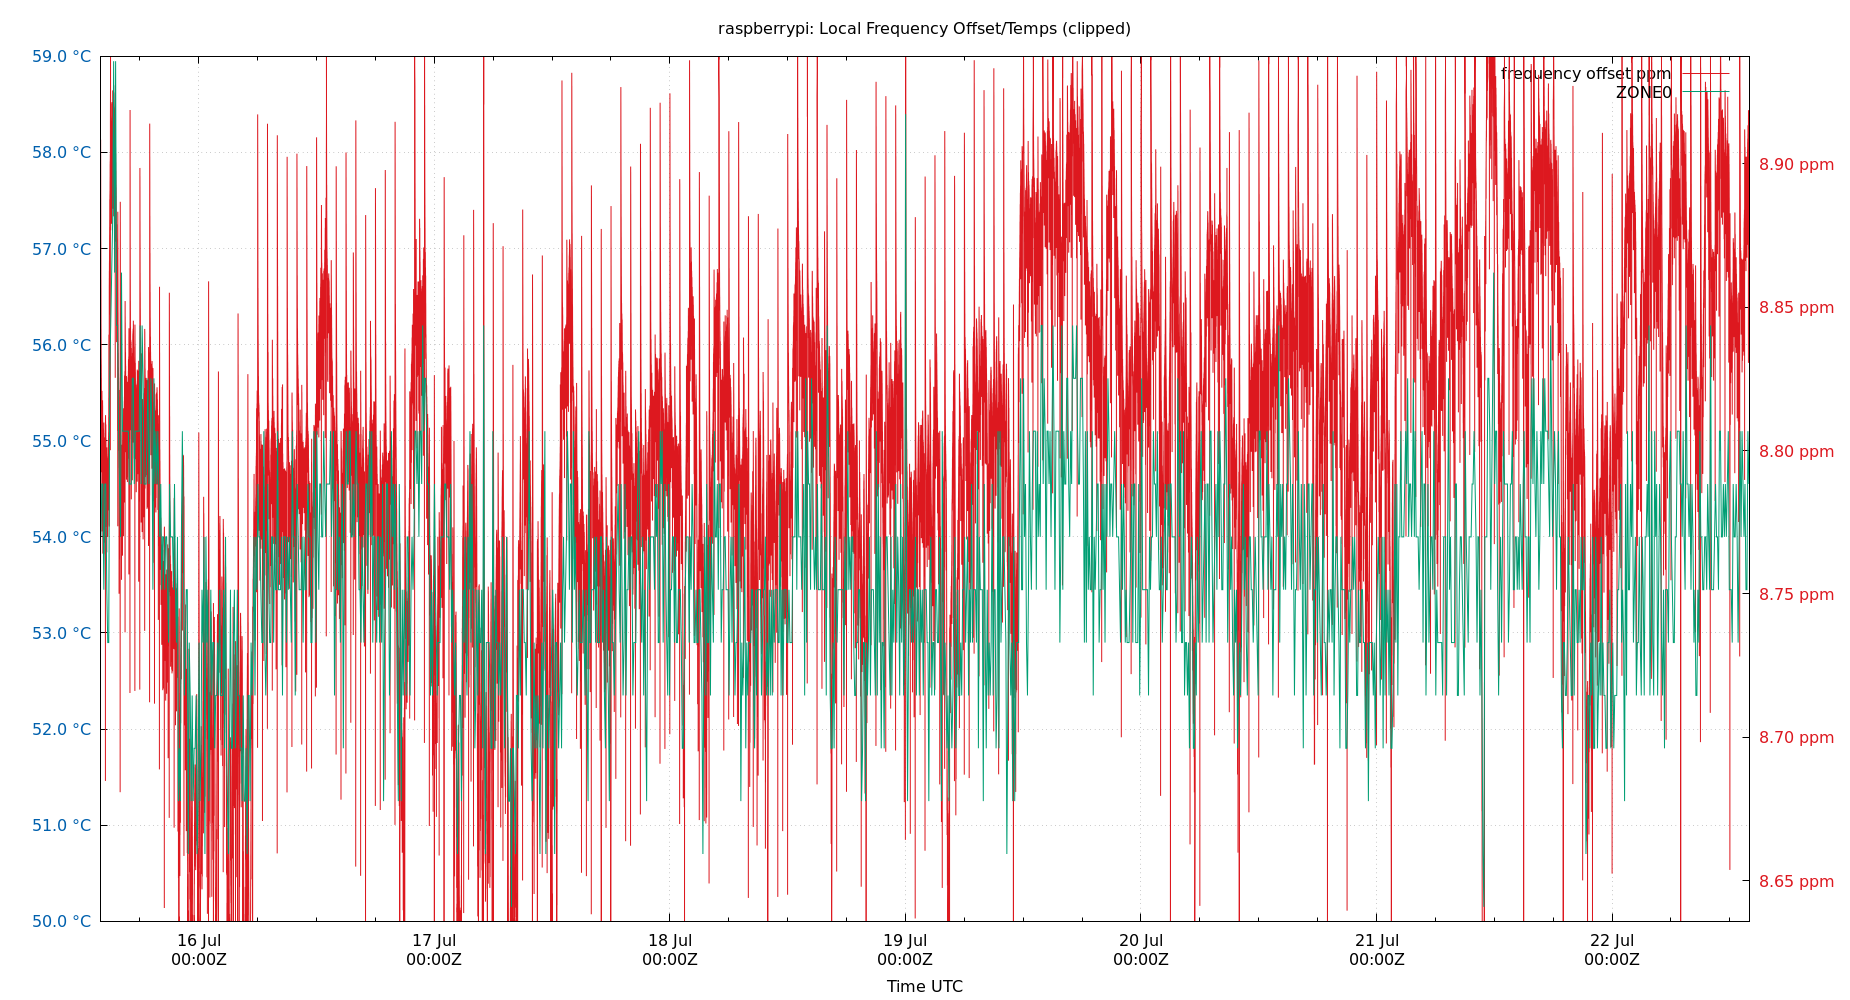 raspberrypi: Local Frequency Offset/Temps (clipped)
59.0 °C
58.0 °C
57.0 °C
56.0 °C
55.0 °C
54.0 °C
53.0 °C
52.0 °C
51.0 °C
50.0 °C
frequency offset ppm
ZONE0
8.90 ppm
8.85 ppm
8.80 ppm
8.75 ppm
8.70 ppm
8.65 ppm
16 Jul
00:00Z
17 Jul
00:00Z
18 Jul
00:00Z
19 Jul
00:00Z
20 Jul
00:00Z
21 Jul
00:00Z
22 Jul
00:00Z
Time UTC